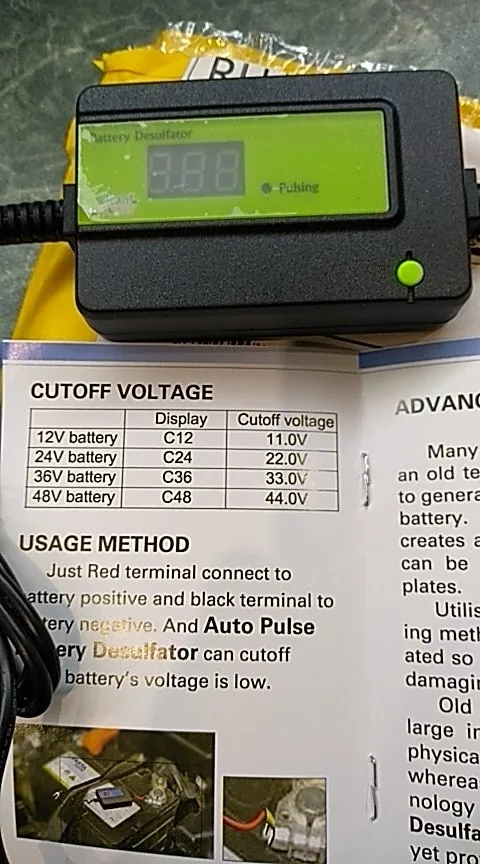 Battery Desulfator
Pulsing
CUTOFF VOLTAGE
Display Cutoff voltage
12V battery C12 11.0V
24V battery C24 22.0V
36V battery C36 33.0V
48V battery C48 44.0V
USAGE METHOD
Just Red terminal connect to
attery positive and black terminal to
tery negative. And Auto Pulse
ery Desulfator can cutoff
battery's voltage is low.
ADVANC
Many
an old te
to genera
battery.
creates a
can be
plates.
Utilis
ing meth
ated so
damagin
Old
large in
physica
whereas
nology
Desulfa
yet pro